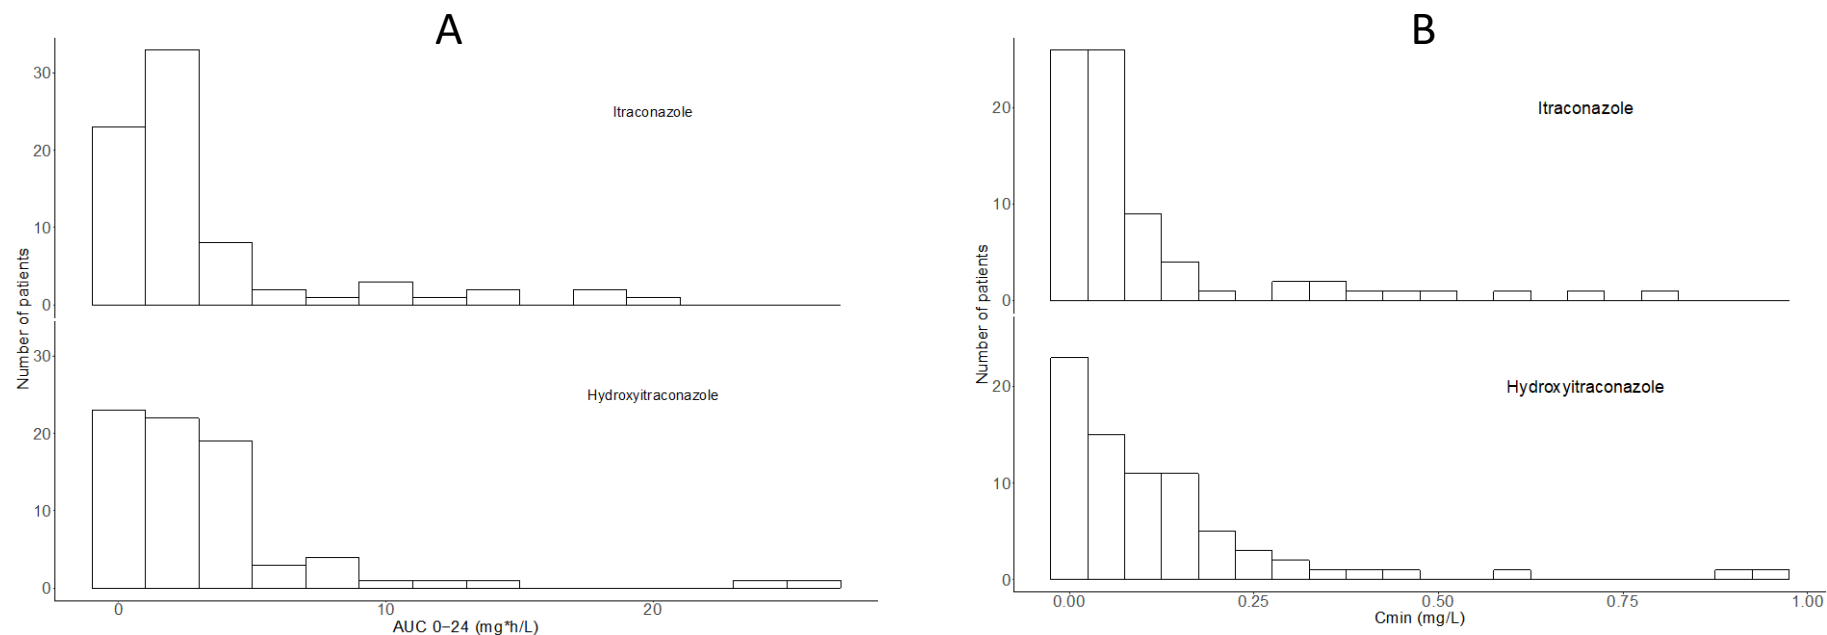 A
30
20
10
0
Itraconazole
Number of patients
30
20
10
0
Hydroxyitraconazole
0 10 20
AUC 0−24 (mg*h/L)
B
20
10
0
Itraconazole
Number of patients
20
10
0
Hydroxyitraconazole
0.00 0.25 0.50 0.75 1.00
Cmin (mg/L)